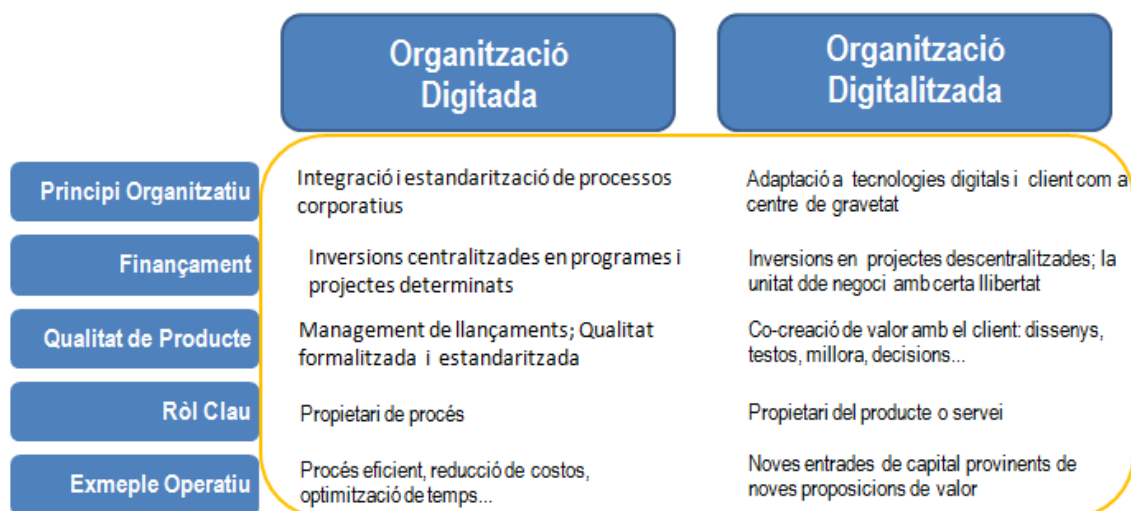 Organització
Digitada
Organització
Digitalitzada
Principi Organitzatiu
Integració i estandarització de processos
corporatius
Adaptació a tecnologies digitals i client com a
centre de gravetat
Finançament
Inversions centralitzades en programes i
projectes determinats
Inversions en projectes descentralitzades; la
unitat dde negoci amb certa llibertat
Qualitat de Producte
Management de llançaments; Qualitat
formalitzada i estandaritzada
Co-creació de valor amb el client: dissenys,
testos, millora, decisions...
Ròl Clau
Propietari de procés
Propietari del producte o servei
Exmeple Operatiu
Procés eficient, reducció de costos,
optimització de temps...
Noves entrades de capital provinents de
noves proposicions de valor